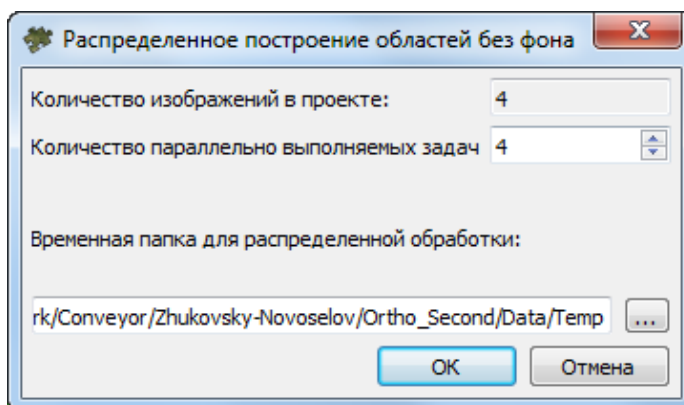 Распределенное построение областей без фона
Количество изображений в проекте: 4
Количество параллельно выполняемых задач 4
Временная папка для распределенной обработки:
rk/Conveyor/Zhukovsky-Novoselov/Ortho_Second/Data/Temp ...
OK Отмена